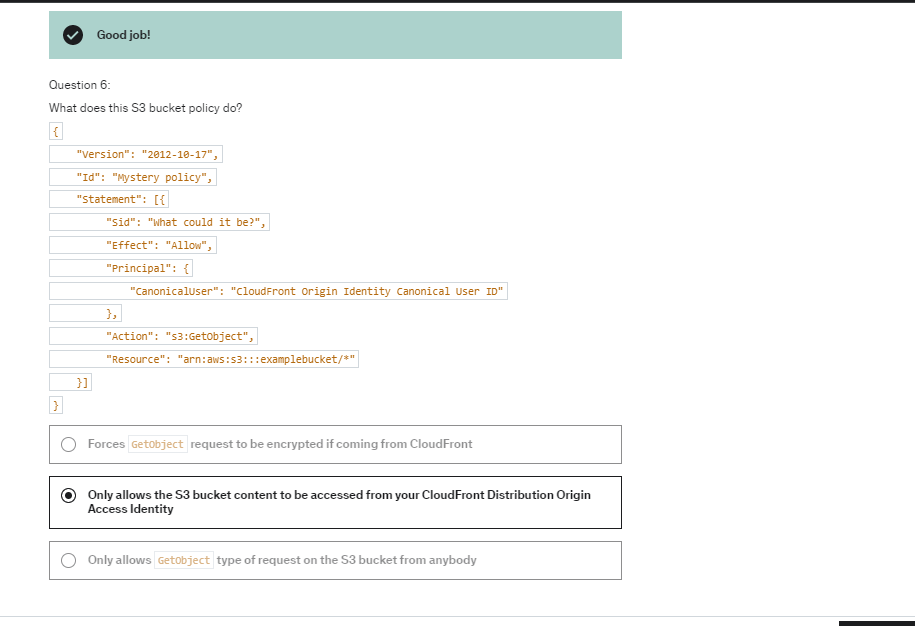 Good job!
Question 6:
What does this S3 bucket policy do?
{
"Version": "2012-10-17",
"Id": "Mystery policy",
"Statement": [{
"Sid": "What could it be?",
"Effect": "Allow",
"Principal": {
"CanonicalUser": "CloudFront Origin Identity Canonical User ID"
},
"Action": "s3:GetObject",
"Resource": "arn:aws:s3:::examplebucket/*"
}]
}
Forces GetObject request to be encrypted if coming from CloudFront
Only allows the S3 bucket content to be accessed from your CloudFront Distribution Origin
Access Identity
Only allows GetObject type of request on the S3 bucket from anybody